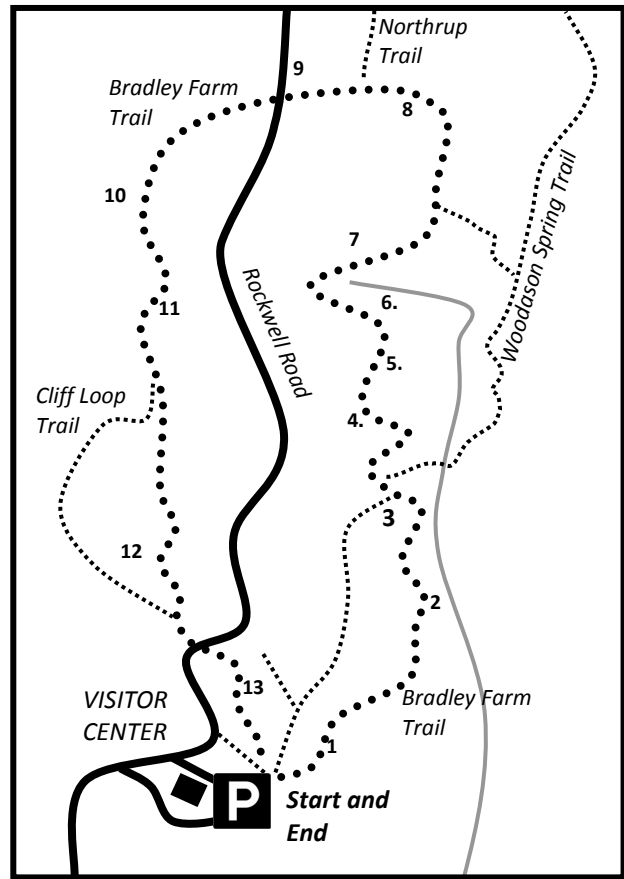 Northrup
Trail
9
Bradley Farm
Trail
8
10
Woodason Spring Trail
7
6.
11
Rockwell Road
5.
Cliff Loop
Trail
4.
3
12
2
13
VISITOR
CENTER
Bradley Farm
Trail
1
P
Start and
End